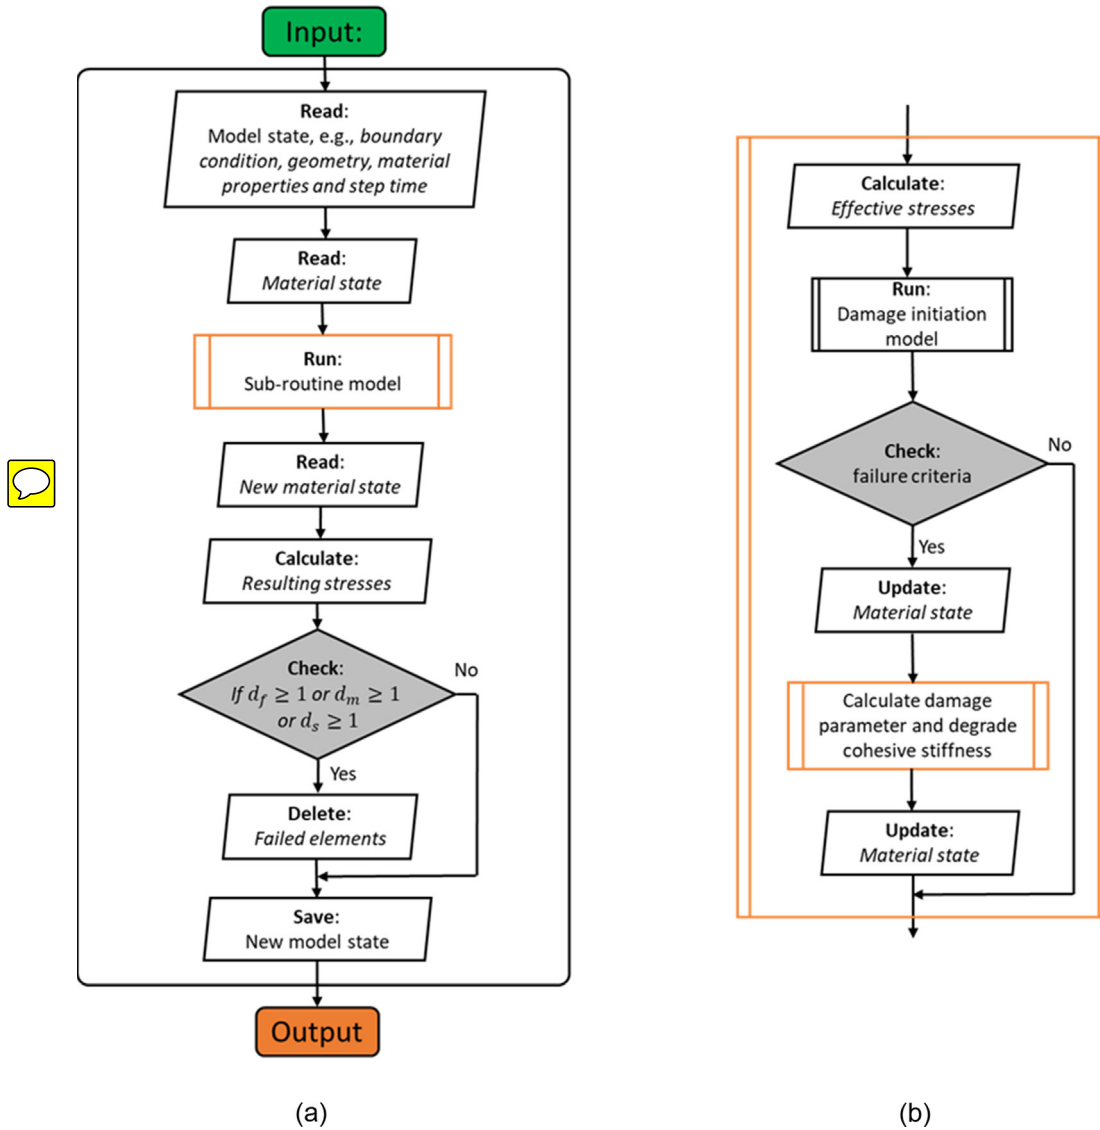 Input:
Read:
Model state, e.g., boundary
condition, geometry, material
properties and step time
Read:
Material state
Run:
Sub-routine model
Read:
New material state
Calculate:
Resulting stresses
Check:
If d_f ≥ 1 or d_m ≥ 1
or d_s ≥ 1
No
Yes
Delete:
Failed elements
Save:
New model state
Output
(a)
Calculate:
Effective stresses
Run:
Damage initiation
model
Check:
failure criteria
No
Yes
Update:
Material state
Calculate damage
parameter and degrade
cohesive stiffness
Update:
Material state
(b)